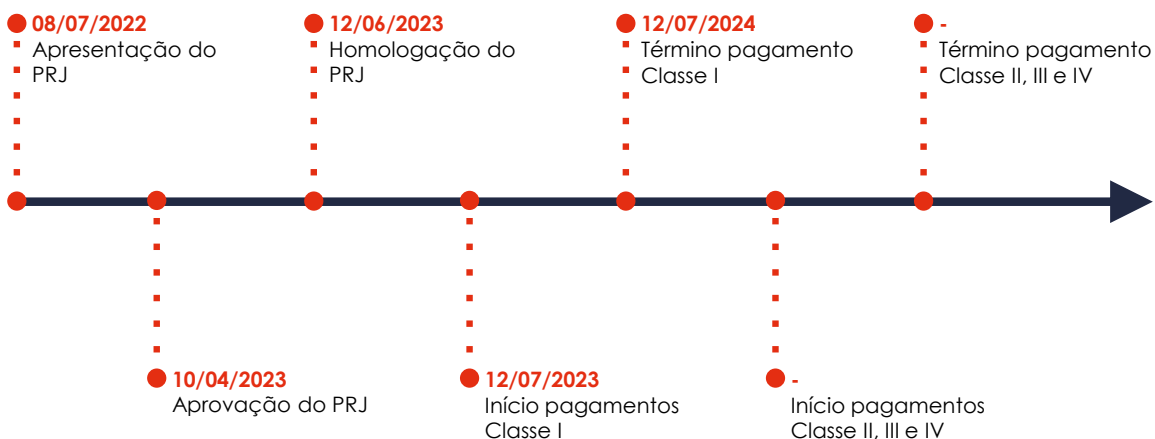 08/07/2022
Apresentação do
PRJ
12/06/2023
Homologação do
PRJ
12/07/2024
Término pagamento
Classe I
-
Término pagamento
Classe II, III e IV
10/04/2023
Aprovação do PRJ
12/07/2023
Início pagamentos
Classe I
-
Início pagamentos
Classe II, III e IV